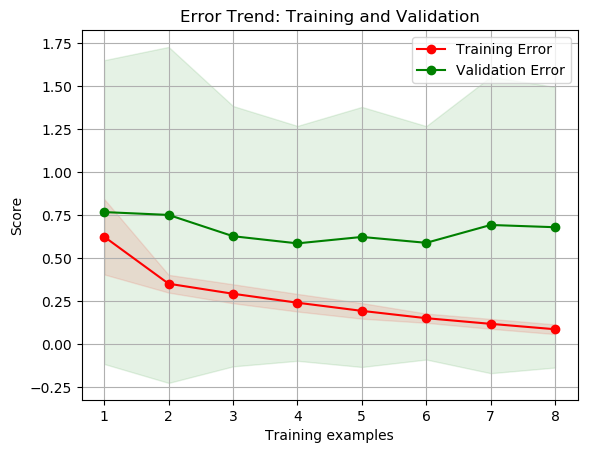 Error Trend: Training and Validation
Training Error
Validation Error
1.75
1.50
1.25
1.00
0.75
0.50
0.25
0.00
−0.25
Score
1 2 3 4 5 6 7 8
Training examples